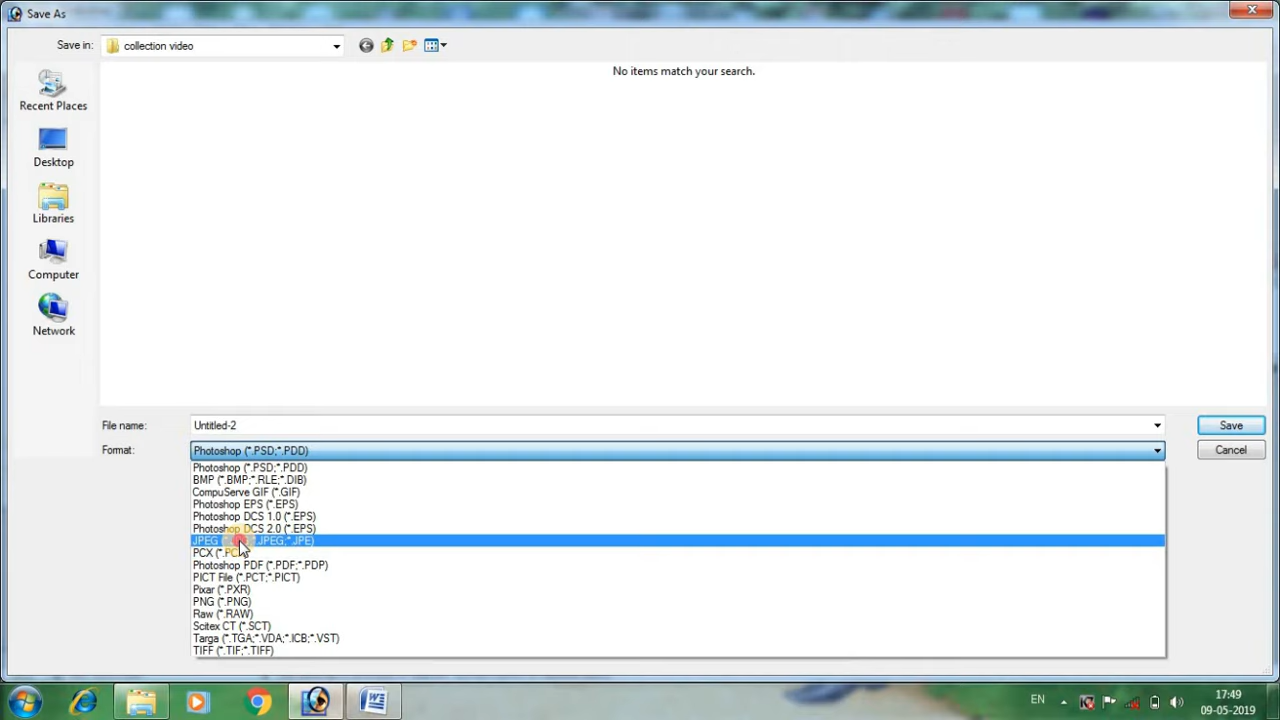 Save As
Save in: collection video
No items match your search.
Recent Places
Desktop
Libraries
Computer
Network
File name: Untitled-2 Save
Format: Photoshop (*.PSD;*.PDD) Cancel
Photoshop (*.PSD;*.PDD)
BMP (*.BMP;*.RLE;*.DIB)
CompuServe GIF (*.GIF)
Photoshop EPS (*.EPS)
Photoshop DCS 1.0 (*.EPS)
Photoshop DCS 2.0 (*.EPS)
JPEG *.JPEG;*.JPE)
PCX
Photoshop PDF (*.PDF;*.PDP)
PICT File (*.PCT;*.PICT)
Pixar (*.PXR)
PNG (*.PNG)
Raw (*.RAW)
Scitex CT (*.SCT)
Targa (*.TGA;*.VDA;*.ICB;*.VST)
TIFF (*.TIF;*.TIFF)
EN 17:49
09-05-2019